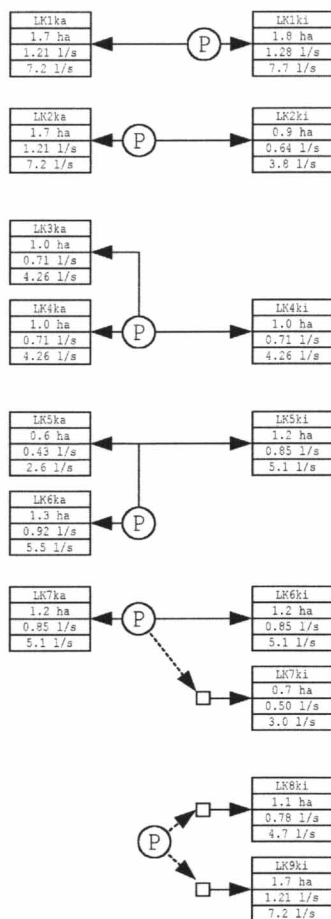 LK1ka
1.7 ha
1.21 l/s
7.2 l/s
P
LK1ki
1.8 ha
1.28 l/s
7.7 l/s
LK2ka
1.7 ha
1.21 l/s
7.2 l/s
P
LK2ki
0.9 ha
0.64 l/s
3.8 l/s
LK3ka
1.0 ha
0.71 l/s
4.26 l/s
LK4ka
1.0 ha
0.71 l/s
4.26 l/s
P
LK4ki
1.0 ha
0.71 l/s
4.26 l/s
LK5ka
0.6 ha
0.43 l/s
2.6 l/s
LK5ki
1.2 ha
0.85 l/s
5.1 l/s
LK6ka
1.3 ha
0.92 l/s
5.5 l/s
P
LK7ka
1.2 ha
0.85 l/s
5.1 l/s
P
LK6ki
1.2 ha
0.85 l/s
5.1 l/s
LK7ki
0.7 ha
0.50 l/s
3.0 l/s
LK8ki
1.1 ha
0.78 l/s
4.7 l/s
P
LK9ki
1.7 ha
1.21 l/s
7.2 l/s